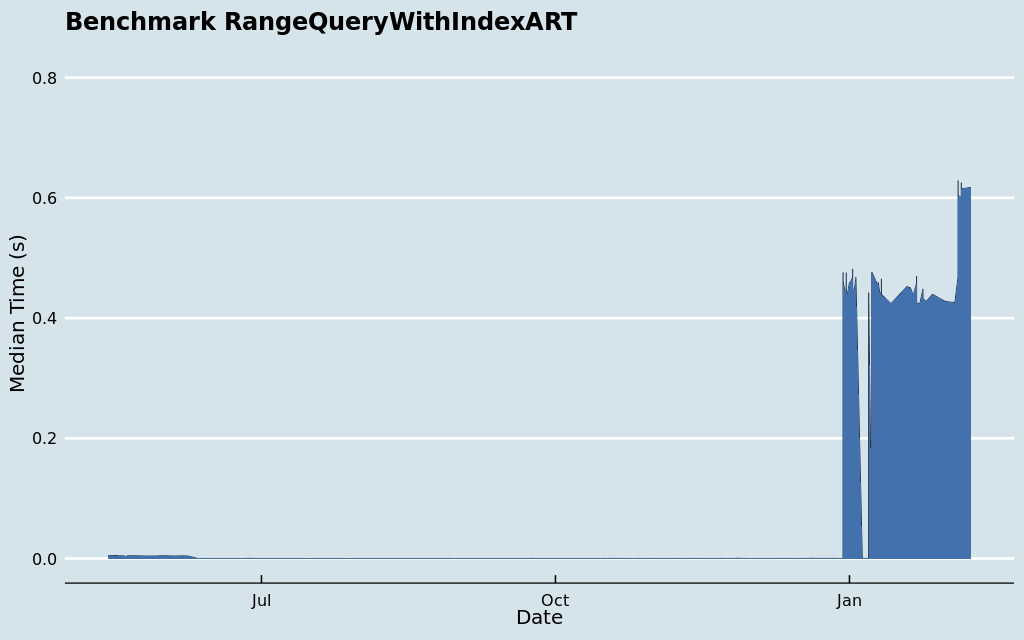 Benchmark RangeQueryWithIndexART
0.8
0.6
0.4
0.2
0.0
Median Time (s)
Jul
Oct
Jan
Date